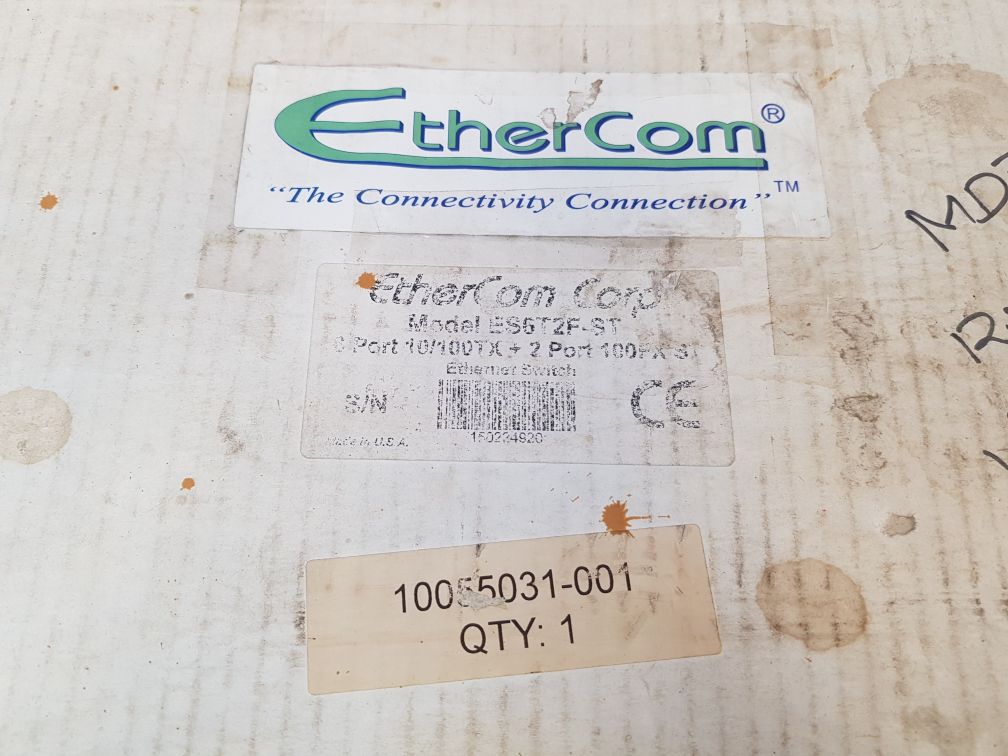 EtherCom®
"The Connectivity Connection"™
EtherCom Corp
Model ES6T2F-ST
Port 10/100TX + 2 Port 100FX-ST
Ethernet Switch
S/N
CE
150224920
Made in U.S.A.
10055031-001
QTY: 1